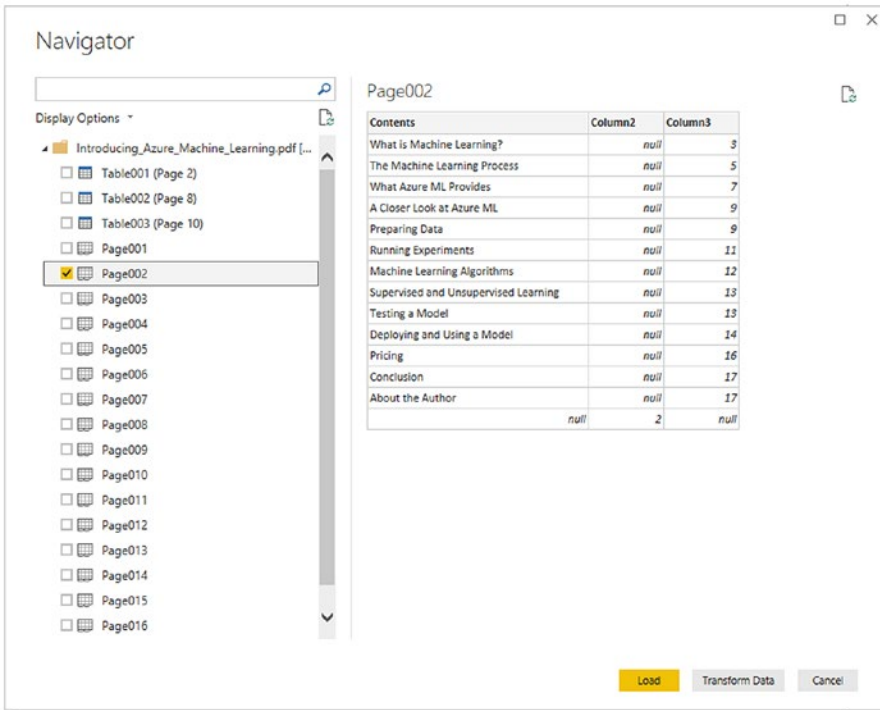 Navigator
Display Options
Introducing_Azure_Machine_Learning.pdf [...
Table001 (Page 2)
Table002 (Page 8)
Table003 (Page 10)
Page001
Page002
Page003
Page004
Page005
Page006
Page007
Page008
Page009
Page010
Page011
Page012
Page013
Page014
Page015
Page016
Page002
Contents Column2 Column3
What is Machine Learning? null 3
The Machine Learning Process null 5
What Azure ML Provides null 7
A Closer Look at Azure ML null 9
Preparing Data null 9
Running Experiments null 11
Machine Learning Algorithms null 12
Supervised and Unsupervised Learning null 13
Testing a Model null 13
Deploying and Using a Model null 14
Pricing null 16
Conclusion null 17
About the Author null 17
null 2 null
Load Transform Data Cancel